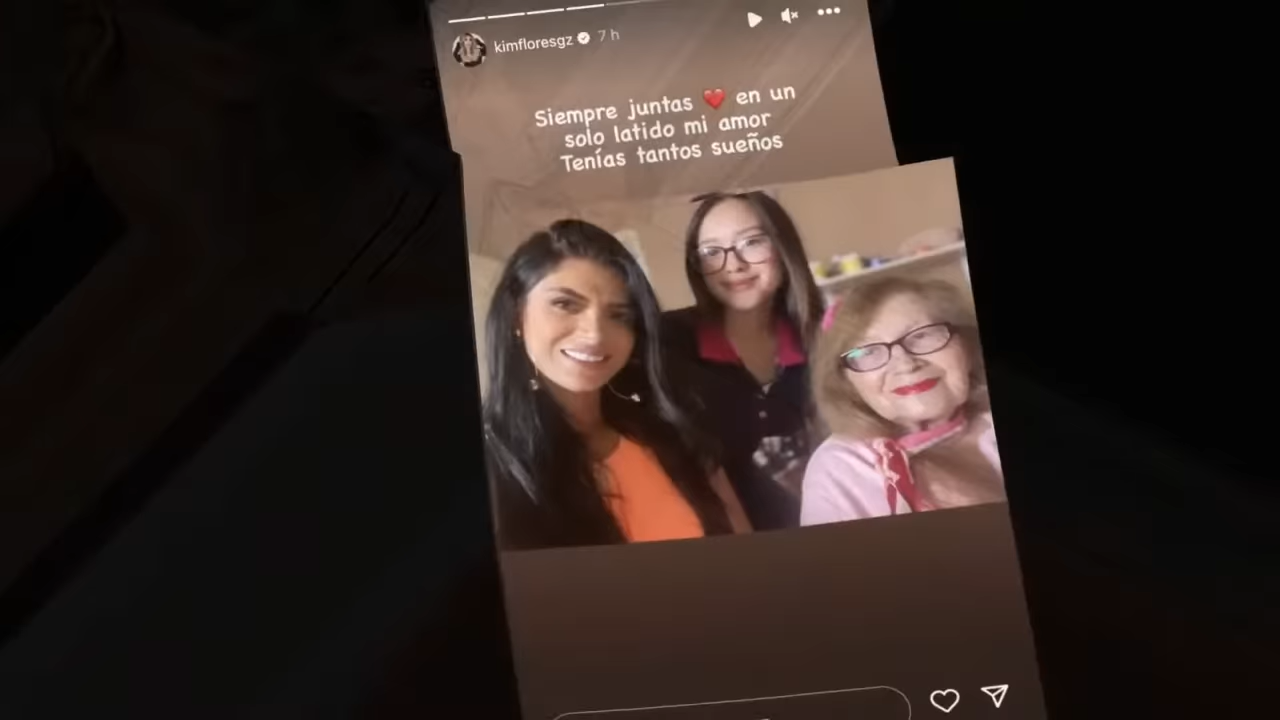 kimfloresgz 7 h
Siempre juntas ❤️ en un
solo latido mi amor
Tenías tantos sueños